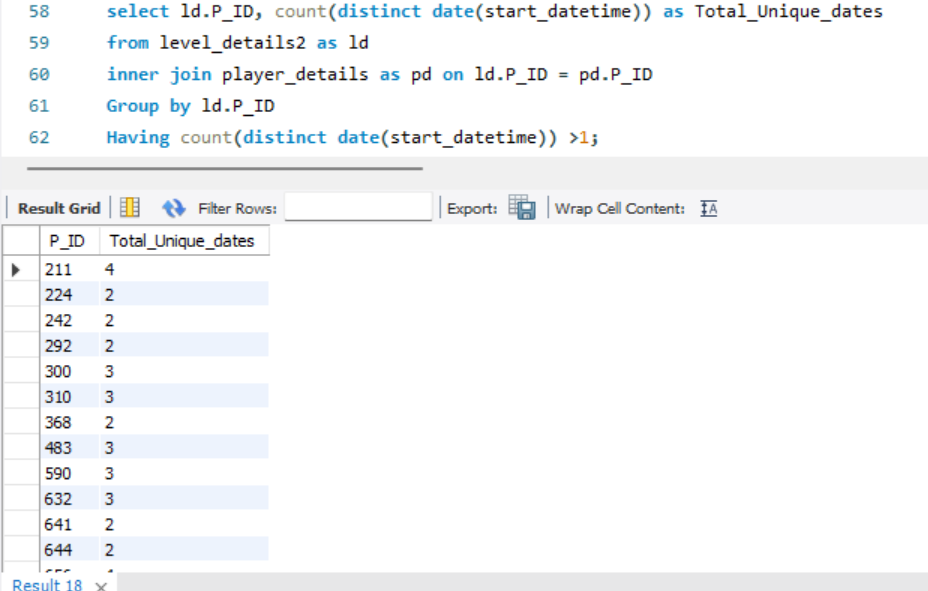 58 select ld.P_ID, count(distinct date(start_datetime)) as Total_Unique_dates
59 from level_details2 as ld
60 inner join player_details as pd on ld.P_ID = pd.P_ID
61 Group by ld.P_ID
62 Having count(distinct date(start_datetime)) >1;
Result Grid Filter Rows: Export: Wrap Cell Content: IA
P_ID Total_Unique_dates
211 4
224 2
242 2
292 2
300 3
310 3
368 2
483 3
590 3
632 3
641 2
644 2
Result 18 ×